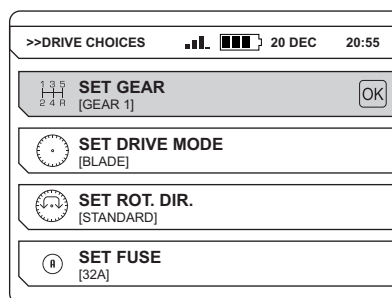 >>DRIVE CHOICES 20 DEC 20:55
1 3 5
2 4 R
SET GEAR
[GEAR 1]
OK
SET DRIVE MODE
[BLADE]
SET ROT. DIR.
[STANDARD]
A
SET FUSE
[32A]